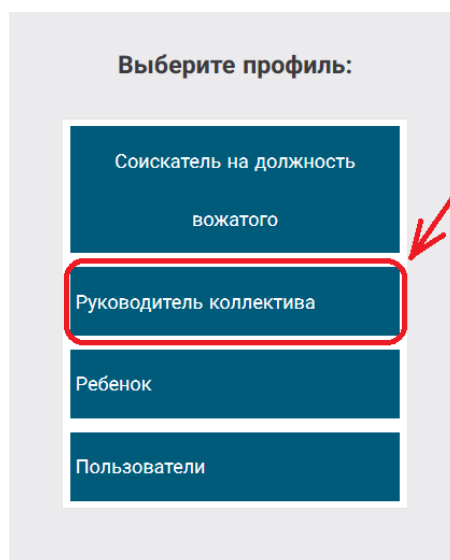 Выберите профиль:
Соискатель на должность
вожатого
Руководитель коллектива
Ребенок
Пользователи